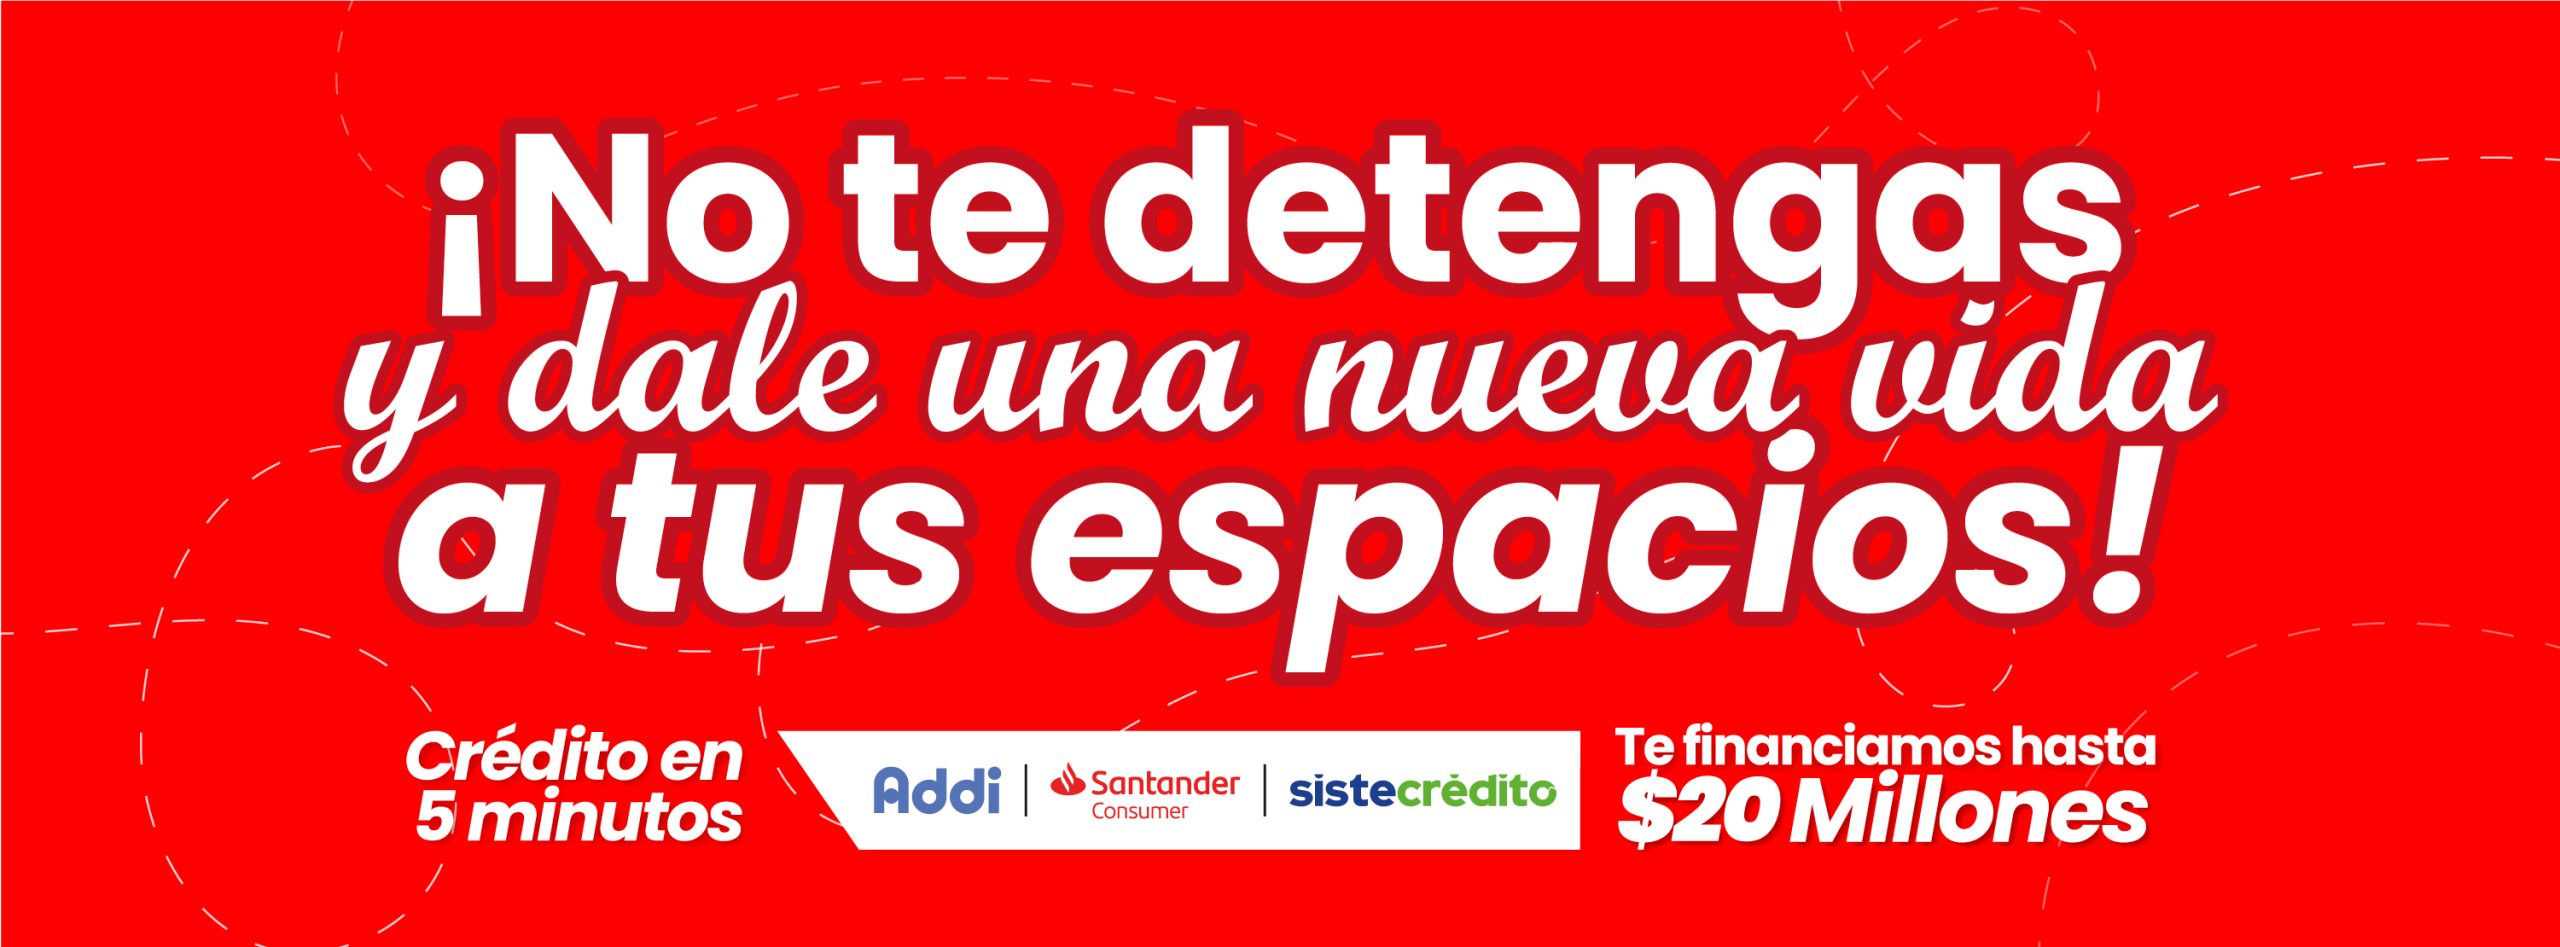 ¡No te detengas
y dale una nueva vida
a tus espacios!
Crédito en
5 minutos
Addi
Santander
Consumer
sistecrédito
Te financiamos hasta
$20 Millones